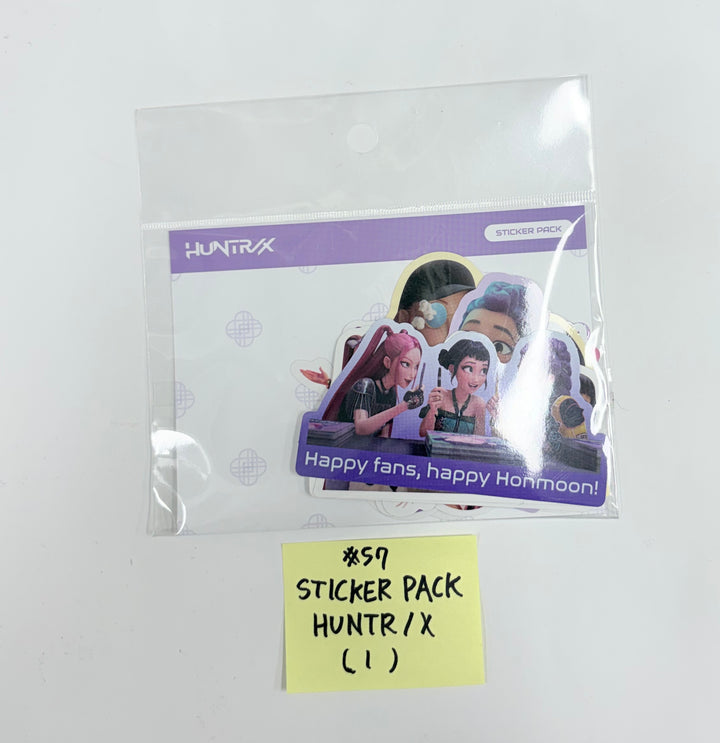 HUNTR/X
STICKER PACK
Happy fans, happy Honmoon!
#57
STICKER PACK
HUNTR/X
(1)